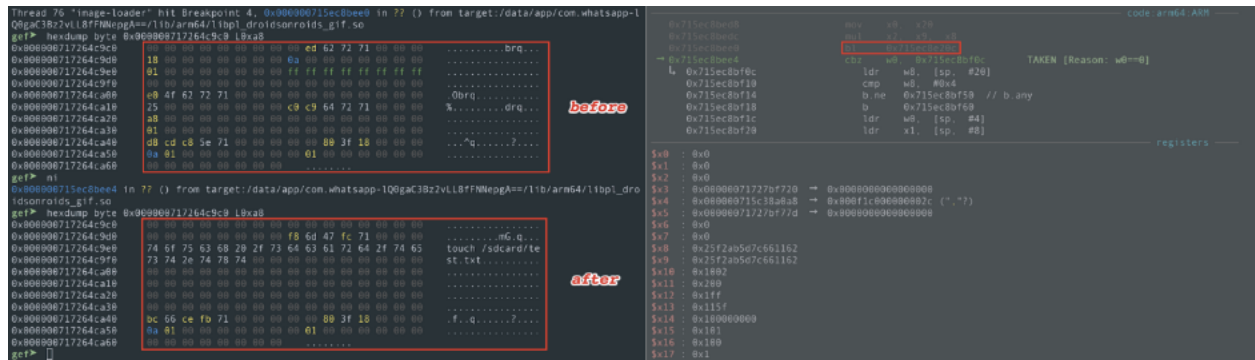 Thread 76 "image-loader" hit Breakpoint 4, 0x000000715ec8bee0 in ?? () from target:/data/app/com.whatsapp-l
Q0gaC3Bz2vLL8fFNNepgA==/lib/arm64/libpl_droidsonroids_gif.so
gef➤ hexdump byte 0x000000717264c9c0 L0xa8
0x000000717264c9c0 00 00 00 00 00 00 00 00 00 ed 62 72 71 00 00 00 ..........brq...
0x000000717264c9d0 18 00 00 00 00 00 00 00 0a 00 00 00 00 00 00 00 ................
0x000000717264c9e0 01 00 00 00 00 00 00 00 ff ff ff ff ff ff ff ff ................
0x000000717264c9f0 00 00 00 00 00 00 00 00 00 00 00 00 00 00 00 00 ................
0x000000717264ca00 e0 4f 62 72 71 00 00 00 00 00 00 00 00 00 00 00 .Obrq...........
0x000000717264ca10 25 00 00 00 00 00 00 00 c0 c9 64 72 71 00 00 00 %.........drq...
0x000000717264ca20 a8 00 00 00 00 00 00 00 00 00 00 00 00 00 00 00 ................
0x000000717264ca30 01 00 00 00 00 00 00 00 00 00 00 00 00 00 00 00 ................
0x000000717264ca40 d8 cd c8 5e 71 00 00 00 00 00 80 3f 18 00 00 00 ...^q......?....
0x000000717264ca50 0a 01 00 00 00 00 00 00 01 00 00 00 00 00 00 00 ................
0x000000717264ca60 00 00 00 00 00 00 00 00 ........
before
gef➤ ni
0x000000715ec8bee4 in ?? () from target:/data/app/com.whatsapp-lQ0gaC3Bz2vLL8fFNNepgA==/lib/arm64/libpl_dro
idsonroids_gif.so
gef➤ hexdump byte 0x000000717264c9c0 L0xa8
0x000000717264c9c0 00 00 00 00 00 00 00 00 00 00 00 00 00 00 00 00 ................
0x000000717264c9d0 00 00 00 00 00 00 00 00 f8 6d 47 fc 71 00 00 00 .........mG.q...
0x000000717264c9e0 74 6f 75 63 68 20 2f 73 64 63 61 72 64 2f 74 65 touch /sdcard/te
0x000000717264c9f0 73 74 2e 74 78 74 00 00 00 00 00 00 00 00 00 00 st.txt..........
0x000000717264ca00 00 00 00 00 00 00 00 00 00 00 00 00 00 00 00 00 ................
0x000000717264ca10 00 00 00 00 00 00 00 00 00 00 00 00 00 00 00 00 ................
0x000000717264ca20 00 00 00 00 00 00 00 00 00 00 00 00 00 00 00 00 ................
0x000000717264ca30 00 00 00 00 00 00 00 00 00 00 00 00 00 00 00 00 ................
0x000000717264ca40 bc 66 ce fb 71 00 00 00 00 00 80 3f 18 00 00 00 .f..q......?....
0x000000717264ca50 0a 01 00 00 00 00 00 00 01 00 00 00 00 00 00 00 ................
0x000000717264ca60 00 00 00 00 00 00 00 00 ........
after
gef➤
code:arm64:ARM
0x715ec8bed8 mov x0, x20
0x715ec8bedc mul x2, x9, x8
0x715ec8bee0 bl 0x715ec8e20c
→ 0x715ec8bee4 cbz w0, 0x715ec8bf0c TAKEN [Reason: w0==0]
↳ 0x715ec8bf0c ldr w8, [sp, #20]
0x715ec8bf10 cmp w8, #0x4
0x715ec8bf14 b.ne 0x715ec8bf50 // b.any
0x715ec8bf18 b 0x715ec8bf60
0x715ec8bf1c ldr w0, [sp, #4]
0x715ec8bf20 ldr x1, [sp, #8]
registers
$x0 : 0x0
$x1 : 0x0
$x2 : 0x0
$x3 : 0x00000071727bf720 → 0x0000000000000000
$x4 : 0x000000715c38a0a8 → 0x000f1c000000002c (","?)
$x5 : 0x00000071727bf77d → 0x0000000000000000
$x6 : 0x0
$x7 : 0x0
$x8 : 0x25f2ab5d7c661162
$x9 : 0x25f2ab5d7c661162
$x10 : 0x1002
$x11 : 0x200
$x12 : 0x1ff
$x13 : 0x115f
$x14 : 0x100000000
$x15 : 0x101
$x16 : 0x100
$x17 : 0x1